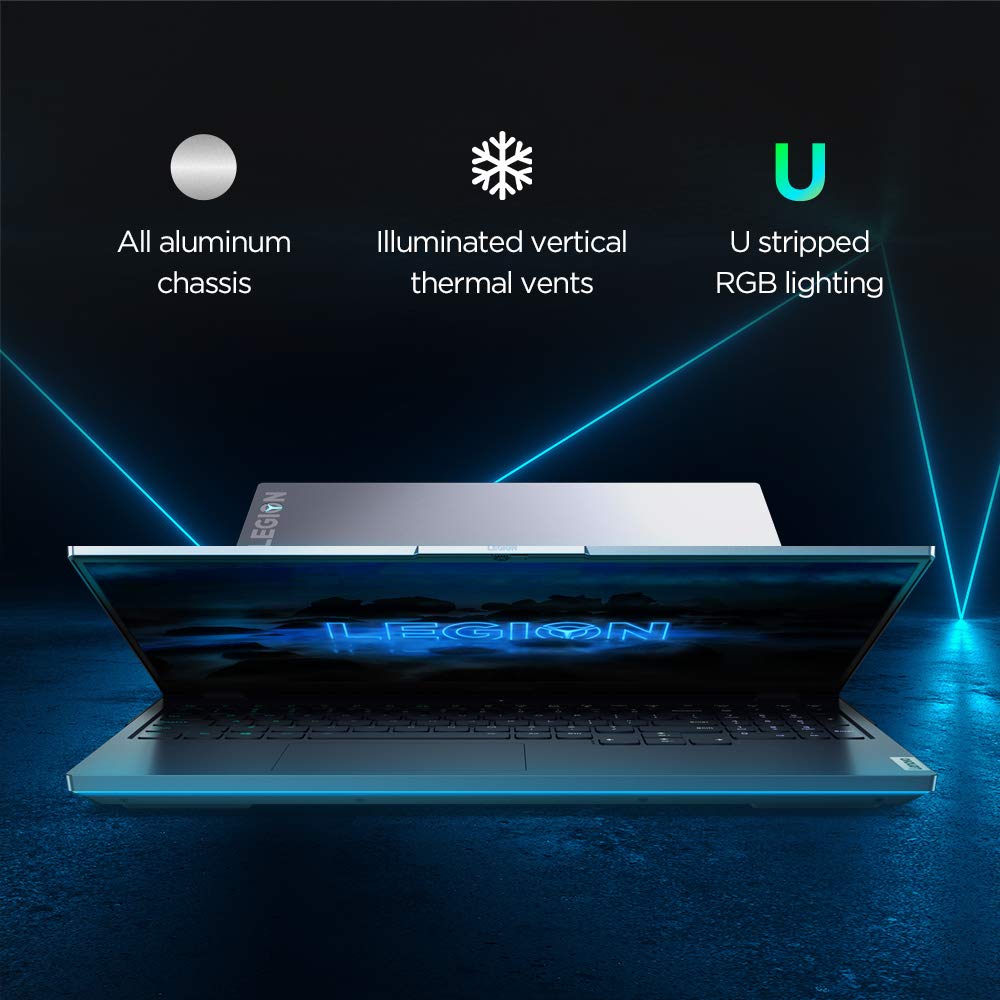 U
All aluminum
chassis
Illuminated vertical
thermal vents
U stripped
RGB lighting
LEGION
LEGION
LEGION